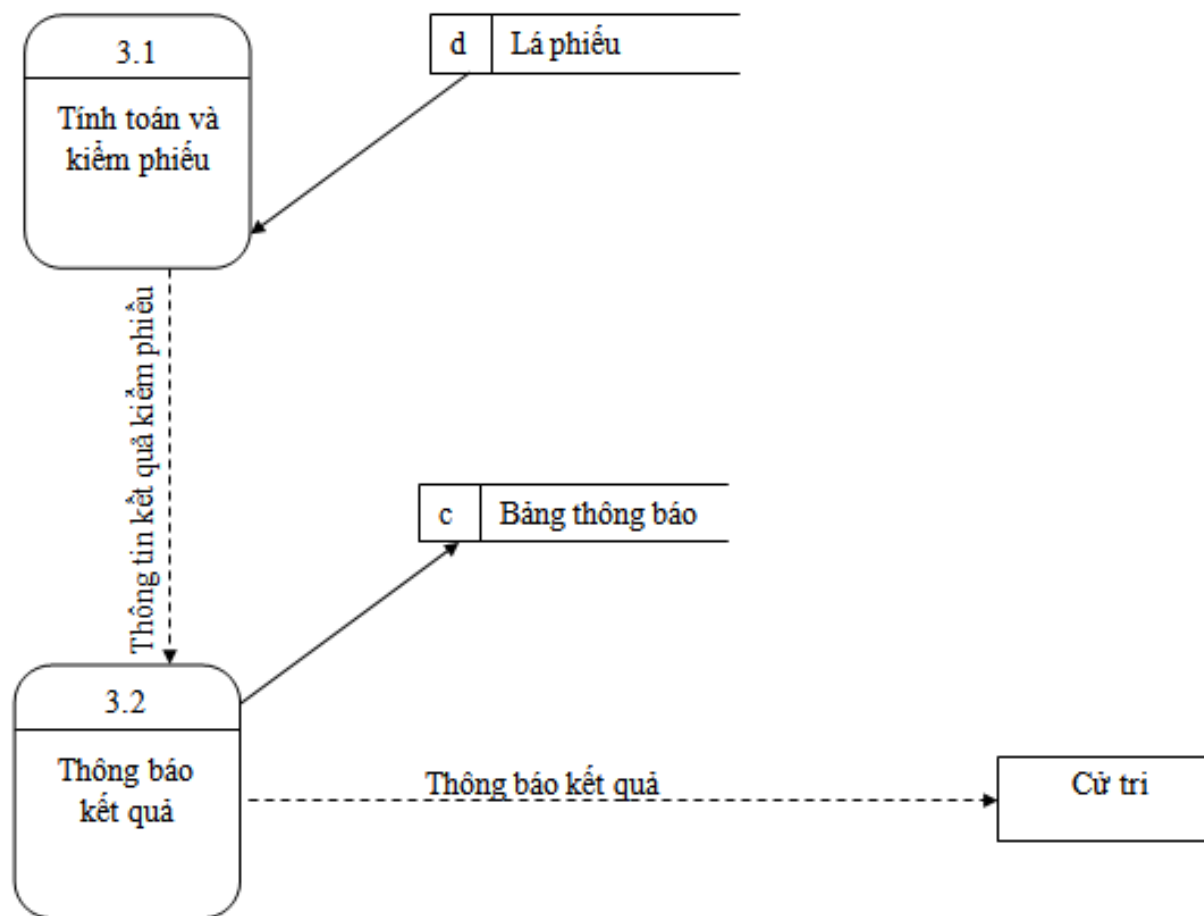 3.1
Tính toán và
kiểm phiếu
d Lá phiếu
Thông tin kết quả kiểm phiếu
c Bảng thông báo
3.2
Thông báo
kết quả
Thông báo kết quả
Cử tri